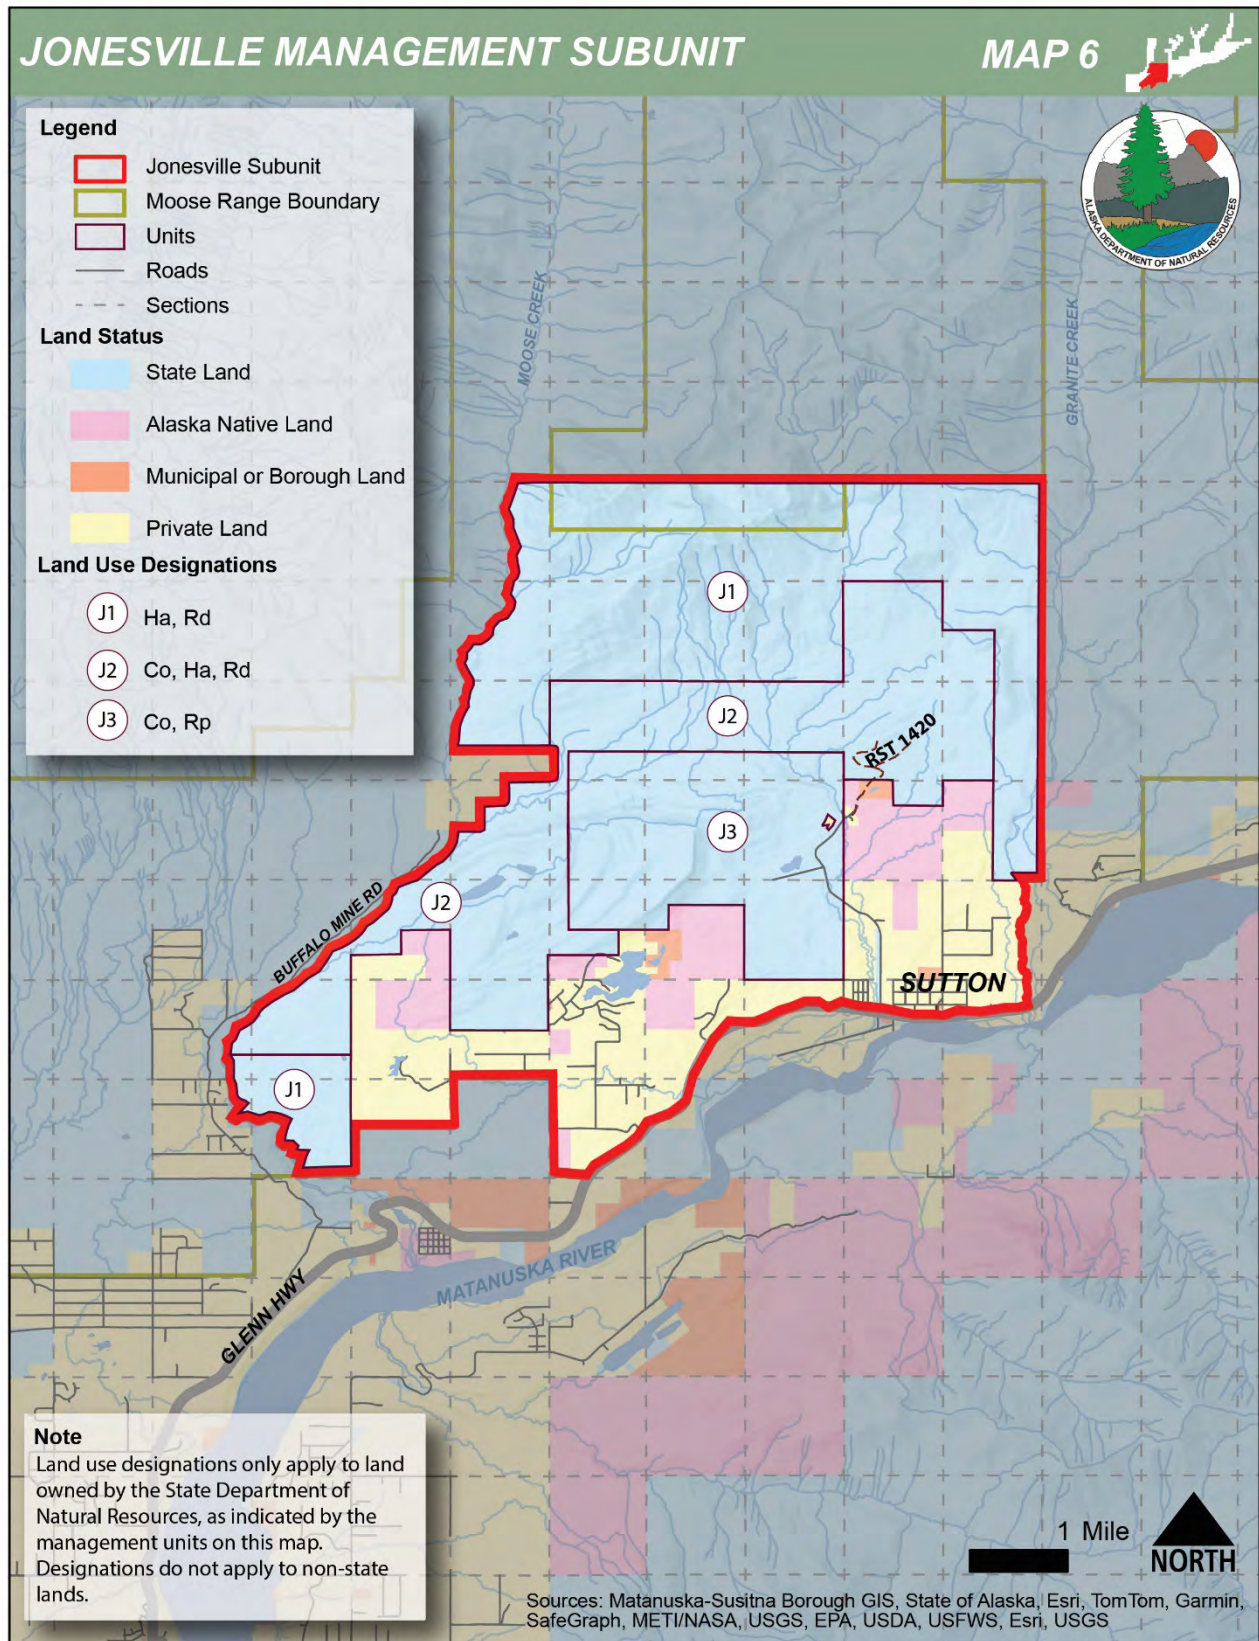 JONESVILLE MANAGEMENT SUBUNIT
MAP 6
Legend
Jonesville Subunit
Moose Range Boundary
Units
Roads
Sections
Land Status
State Land
Alaska Native Land
Municipal or Borough Land
Private Land
Land Use Designations
J1 Ha, Rd
J2 Co, Ha, Rd
J3 Co, Rp
ALASKA DEPARTMENT OF NATURAL RESOURCES
MOOSE CREEK
GRANITE CREEK
J1
J2
RST 1420
J3
J2
BUFFALO MINE RD
SUTTON
J1
MATANUSKA RIVER
GLENN HWY
Note
Land use designations only apply to land
owned by the State Department of
Natural Resources, as indicated by the
management units on this map.
Designations do not apply to non-state
lands.
1 Mile
NORTH
Sources: Matanuska-Susitna Borough GIS, State of Alaska, Esri, TomTom, Garmin,
SafeGraph, METI/NASA, USGS, EPA, USDA, USFWS, Esri, USGS